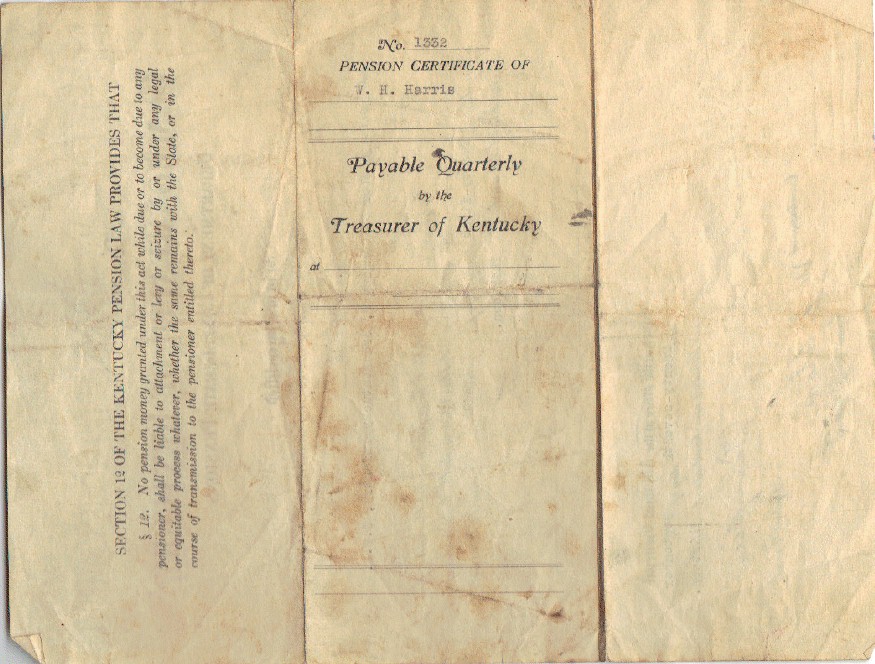 SECTION 12 OF THE KENTUCKY PENSION LAW PROVIDES THAT
§ 12. No pension money granted under this act while due or to become due to any
pensioner, shall be liable to attachment or levy or seizure by or under any legal
or equitable process whatever, whether the same remains with the State, or in the
course of transmission to the pensioner entitled thereto.
No. 1332
PENSION CERTIFICATE OF
W. H. Harris
Payable Quarterly
by the
Treasurer of Kentucky
at